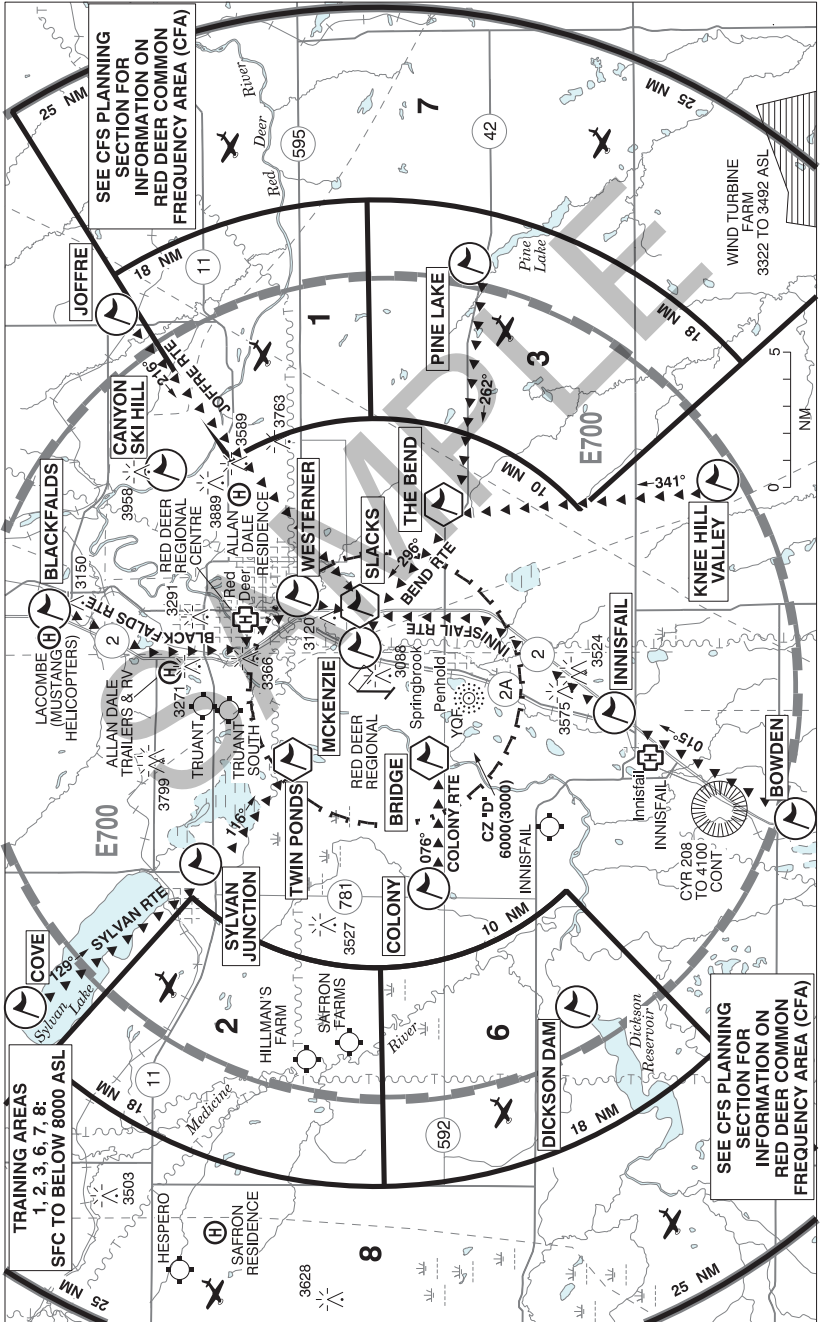 TRAINING AREAS
1, 2, 3, 6, 7, 8:
SFC TO BELOW 8000 ASL
COVE
129°
SYLVAN RTE
Sylvan
Lake
E700
LACOMBE
(MUSTANG
HELICOPTERS)
H
BLACKFALDS
3150
2
BLACKFALDS RTE
BLACKFALDS
ALLAN DALE
TRAILERS & RV
H
3271
3291
3799
TRUANT
TRUANT
SOUTH
3366
CANYON
SKI HILL
3958
RED DEER
REGIONAL
CENTRE
3889
H
ALLAN
DALE
RESIDENCE
3589
3763
Red
Deer
JOFFRE
216°
JOFFRE RTE
25 NM
18 NM
11
SEE CFS PLANNING
SECTION FOR
INFORMATION ON
RED DEER COMMON
FREQUENCY AREA (CFA)
Red
Deer
River
595
7
42
25 NM
1
25 NM
3503
18 NM
11
HESPERO
H
SAFRON
RESIDENCE
2
HILLMAN'S
FARM
SAFRON
FARMS
Medicine
River
3628
8
SYLVAN
JUNCTION
116°
TWIN PONDS
781
3527
MCKENZIE
3120
WESTERNER
SLACKS
3088
RED DEER
REGIONAL
Springbrook
Penhold
YQF
BRIDGE
COLONY
076°
COLONY RTE
CZ "D"
6000(3000)
10 NM
INNISFAIL
INNISFAIL RTE
2A
2
296°
BEND RTE
THE BEND
PINE LAKE
262°
Pine
Lake
3
E700
10 NM
18 NM
341°
KNEE HILL
VALLEY
3524
3575
INNISFAIL
015°
Innisfail
INNISFAIL
CYR 208
TO 4100
CONT
BOWDEN
592
6
DICKSON DAM
Dickson
Reservoir
18 NM
25 NM
SEE CFS PLANNING
SECTION FOR
INFORMATION ON
RED DEER COMMON
FREQUENCY AREA (CFA)
WIND TURBINE
FARM
3322 TO 3492 ASL
0
5
NM
SAMPLE